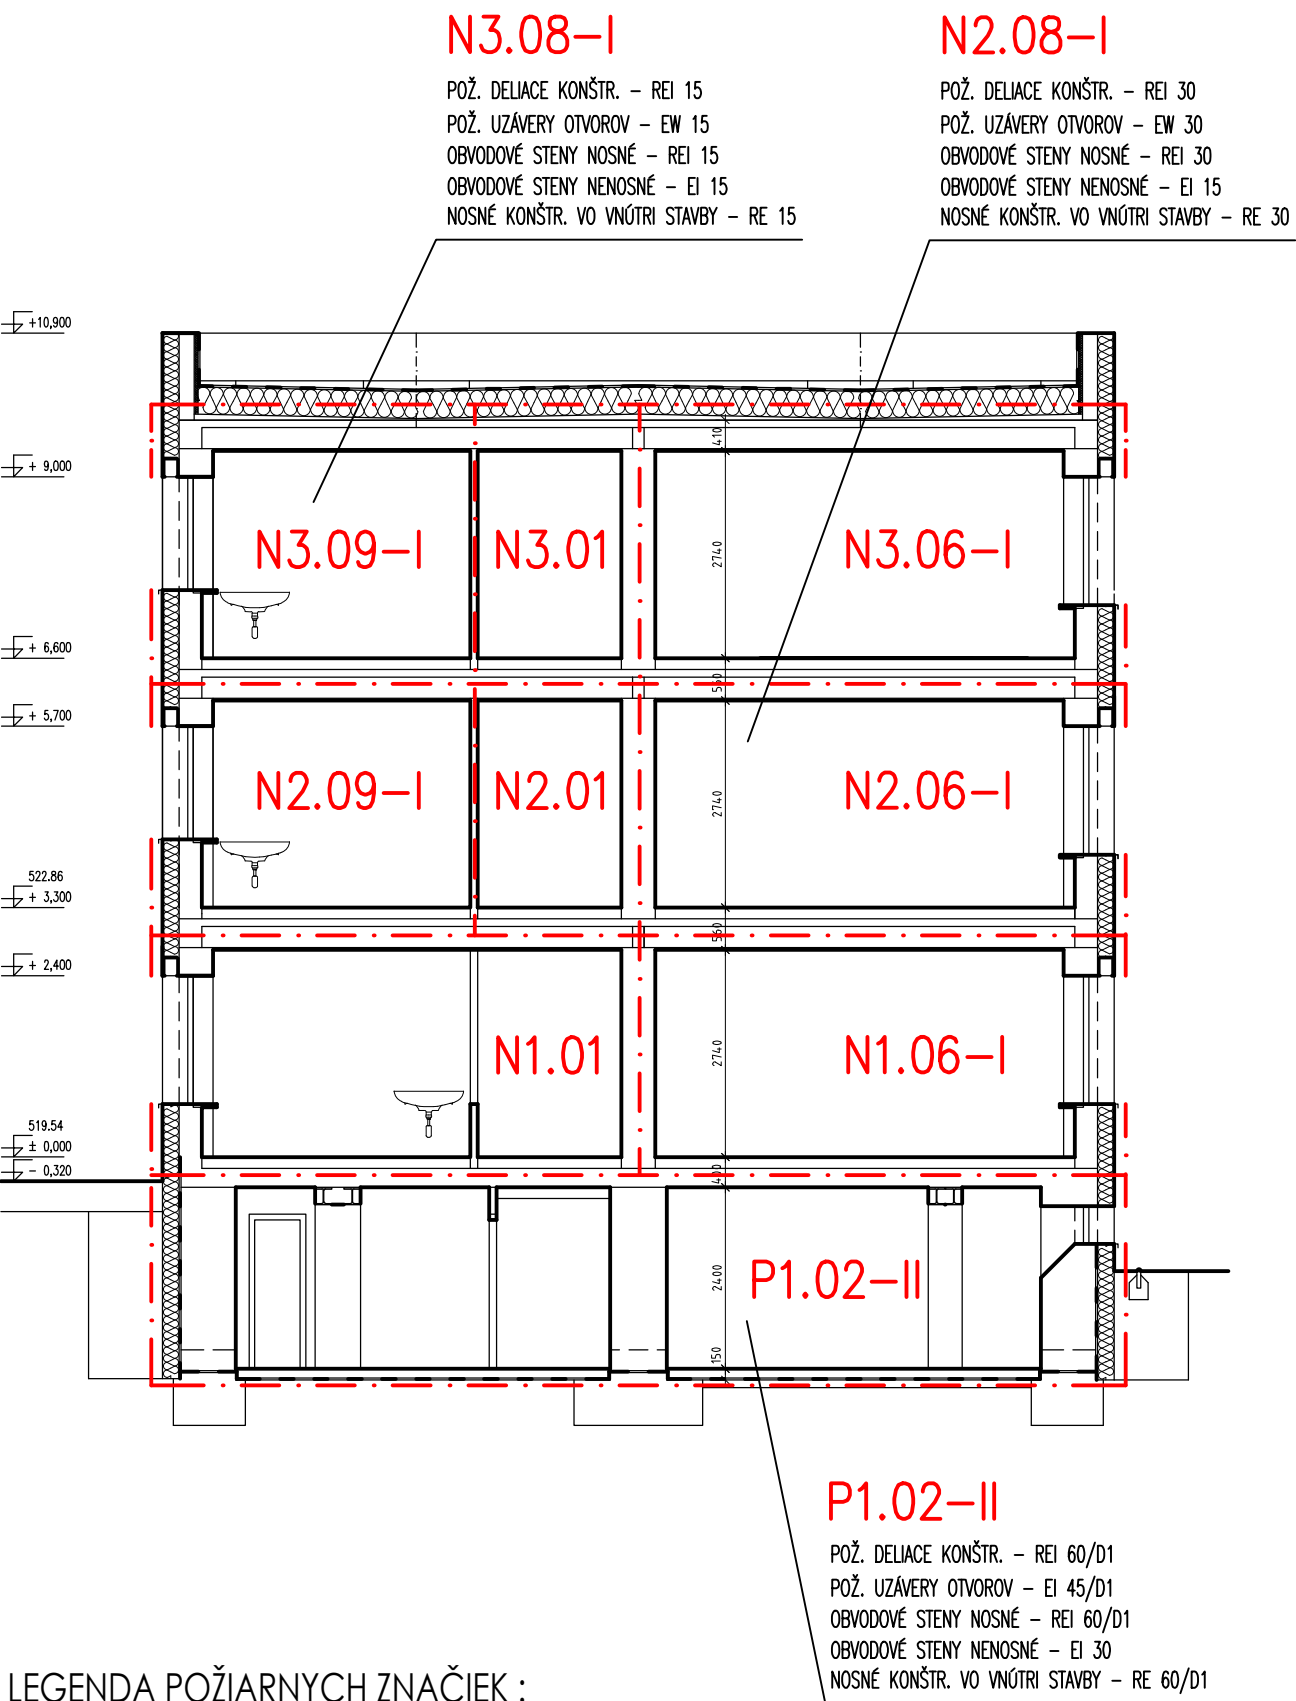 N3.08-I
POŽ. DELIACE KONŠTR. - REI 15
POŽ. UZÁVERY OTVOROV - EW 15
OBVODOVÉ STENY NOSNÉ - REI 15
OBVODOVÉ STENY NENOSNÉ - EI 15
NOSNÉ KONŠTR. VO VNÚTRI STAVBY - RE 15
N2.08-I
POŽ. DELIACE KONŠTR. - REI 30
POŽ. UZÁVERY OTVOROV - EW 30
OBVODOVÉ STENY NOSNÉ - REI 30
OBVODOVÉ STENY NENOSNÉ - EI 15
NOSNÉ KONŠTR. VO VNÚTRI STAVBY - RE 30
+10,900
410
+ 9,000
N3.09-I
N3.01
2740
N3.06-I
+ 6,600
560
+ 5,700
N2.09-I
N2.01
2740
N2.06-I
522.86
+ 3,300
560
+ 2,400
N1.01
2740
N1.06-I
519.54
± 0,000
- 0,320
400
2400
P1.02-II
150
P1.02-II
POŽ. DELIACE KONŠTR. - REI 60/D1
POŽ. UZÁVERY OTVOROV - EI 45/D1
OBVODOVÉ STENY NOSNÉ - REI 60/D1
OBVODOVÉ STENY NENOSNÉ - EI 30
NOSNÉ KONŠTR. VO VNÚTRI STAVBY - RE 60/D1
LEGENDA POŽIARNYCH ZNAČIEK :